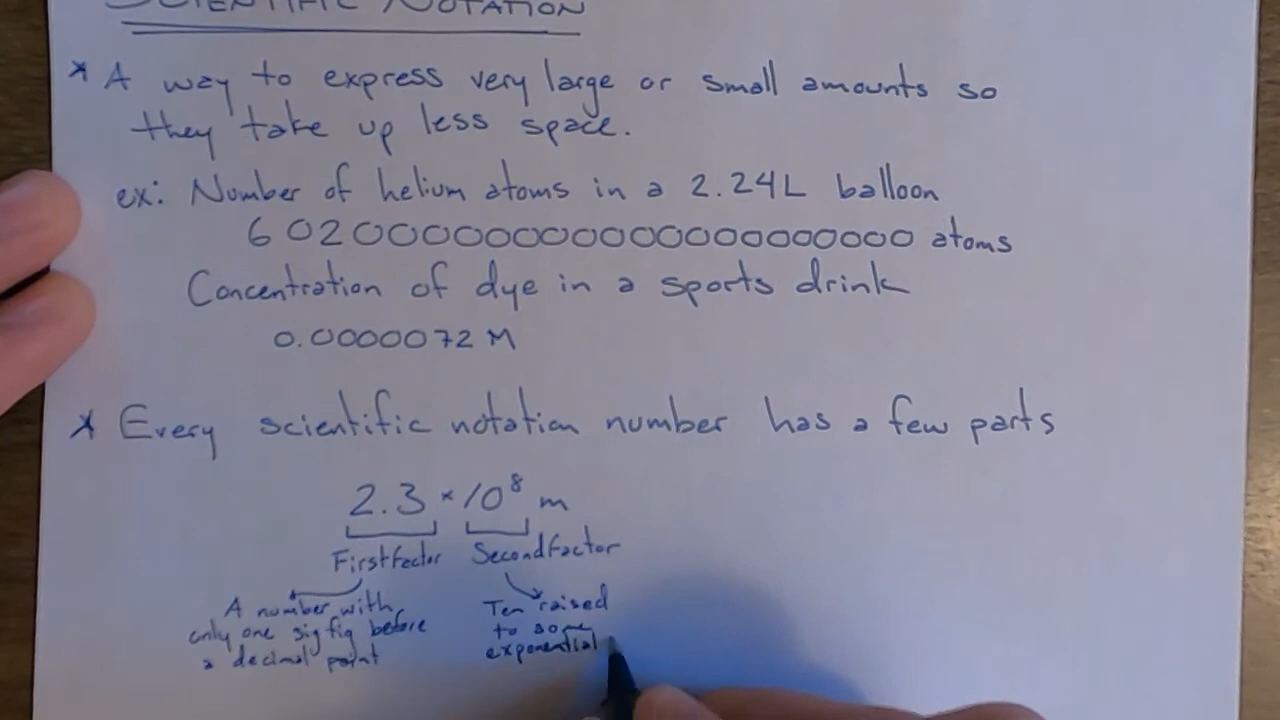 SCIENTIFIC NOTATION
* A way to express very large or small amounts so
they take up less space.
ex: Number of helium atoms in a 2.24L balloon
602000000000000000000000 atoms
Concentration of dye in a sports drink
0.0000072 M
* Every scientific notation number has a few parts
2.3 × 10⁸ m
First Factor Second Factor
A number with Ten raised
only one sig fig before to some
a decimal point exponential